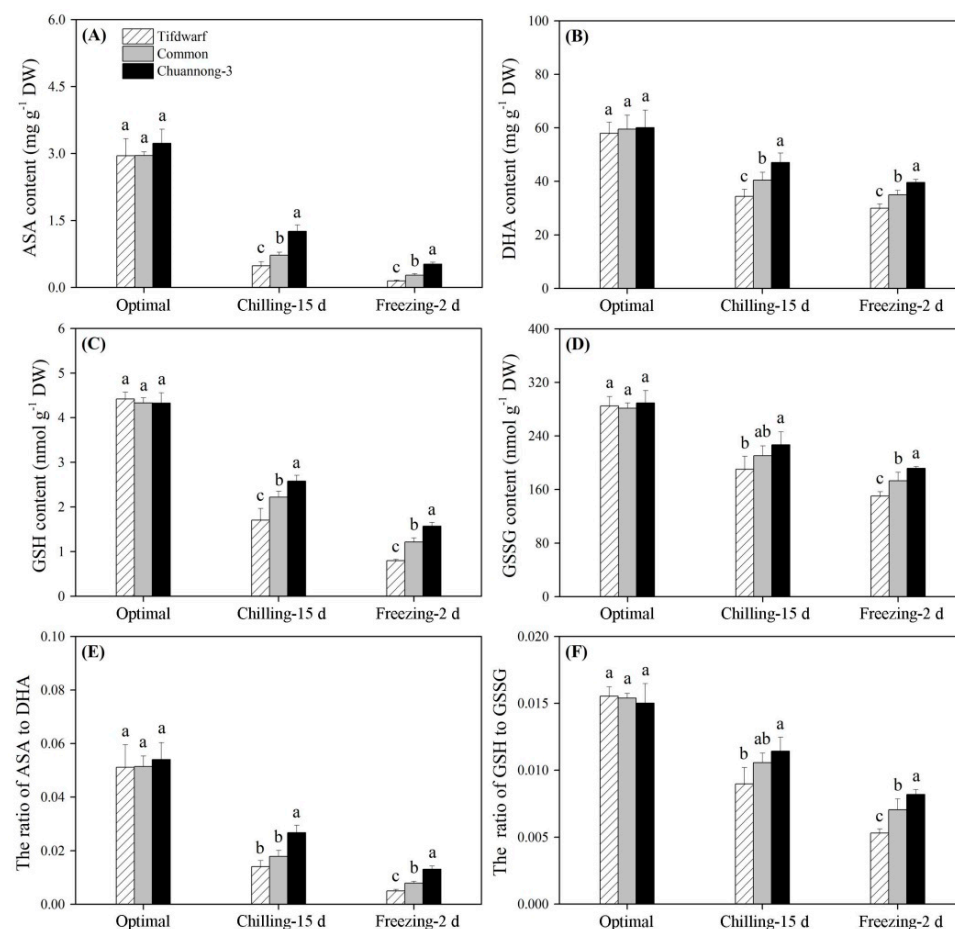 (A)
Tifdwarf
Common
Chuannong-3
ASA content (mg g⁻¹ DW)
6.0
4.5
3.0
1.5
0.0
a a a
c b a
c b a
Optimal Chilling-15 d Freezing-2 d
(B)
DHA content (mg g⁻¹ DW)
100
80
60
40
20
0
a a a
c b a
c b a
Optimal Chilling-15 d Freezing-2 d
(C)
GSH content (nmol g⁻¹ DW)
6
5
4
3
2
1
0
a a a
c b a
c b a
Optimal Chilling-15 d Freezing-2 d
(D)
GSSG content (nmol g⁻¹ DW)
400
320
240
160
80
00
a a a
b ab a
c b a
Optimal Chilling-15 d Freezing-2 d
(E)
The ratio of ASA to DHA
0.10
0.08
0.06
0.04
0.02
0.00
a a a
b b a
c b a
Optimal Chilling-15 d Freezing-2 d
(F)
The ratio of GSH to GSSG
0.020
0.015
0.010
0.005
0.000
a a a
b ab a
c b a
Optimal Chilling-15 d Freezing-2 d